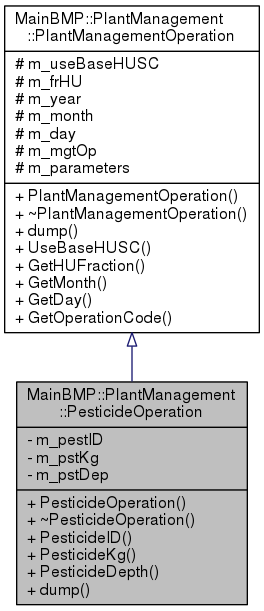 MainBMP::PlantManagement
::PlantManagementOperation
# m_useBaseHUSC
# m_frHU
# m_year
# m_month
# m_day
# m_mgtOp
# m_parameters
+ PlantManagementOperation()
+ ~PlantManagementOperation()
+ dump()
+ UseBaseHUSC()
+ GetHUFraction()
+ GetMonth()
+ GetDay()
+ GetOperationCode()
MainBMP::PlantManagement
::PesticideOperation
- m_pestID
- m_pstKg
- m_pstDep
+ PesticideOperation()
+ ~PesticideOperation()
+ PesticideID()
+ PesticideKg()
+ PesticideDepth()
+ dump()